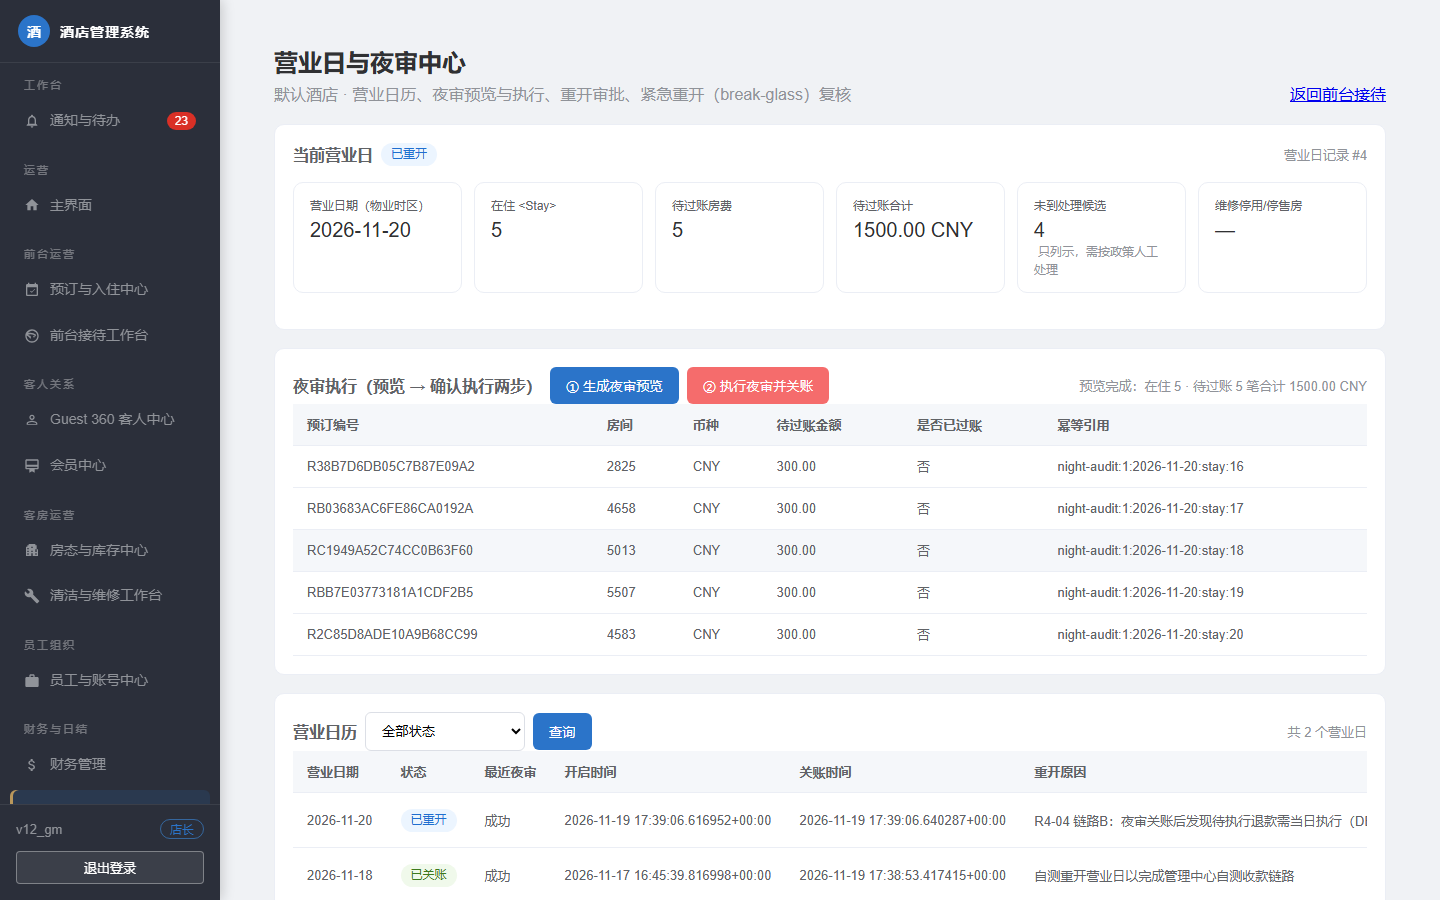 酒 酒店管理系统
工作台
通知与待办 23
运营
主界面
前台运营
预订与入住中心
前台接待工作台
客人关系
Guest 360 客人中心
会员中心
客房运营
房态与库存中心
清洁与维修工作台
员工组织
员工与账号中心
财务与日结
财务管理
v12_gm 店长
退出登录
营业日与夜审中心
默认酒店 · 营业日历、夜审预览与执行、重开审批、紧急重开（break-glass）复核
返回前台接待
当前营业日 已重开 营业日记录 #4
营业日期（物业时区）
2026-11-20
在住 <Stay>
5
待过账房费
5
待过账合计
1500.00 CNY
未到处理候选
4
只列示，需按政策人工
处理
维修停用/停售房
—
夜审执行（预览 → 确认执行两步） ① 生成夜审预览 ② 执行夜审并关账 预览完成：在住 5 · 待过账 5 笔合计 1500.00 CNY
预订编号 房间 币种 待过账金额 是否已过账 幂等引用
R38B7D6DB05C7B87E09A2 2825 CNY 300.00 否 night-audit:1:2026-11-20:stay:16
RB03683AC6FE86CA0192A 4658 CNY 300.00 否 night-audit:1:2026-11-20:stay:17
RC1949A52C74CC0B63F60 5013 CNY 300.00 否 night-audit:1:2026-11-20:stay:18
RBB7E03773181A1CDF2B5 5507 CNY 300.00 否 night-audit:1:2026-11-20:stay:19
R2C85D8ADE10A9B68CC99 4583 CNY 300.00 否 night-audit:1:2026-11-20:stay:20
营业日历 全部状态 查询 共 2 个营业日
营业日期 状态 最近夜审 开启时间 关账时间 重开原因
2026-11-20 已重开 成功 2026-11-19 17:39:06.616952+00:00 2026-11-19 17:39:06.640287+00:00 R4-04 链路B：夜审关账后发现待执行退款需当日执行（DI
2026-11-18 已关账 成功 2026-11-17 16:45:39.816998+00:00 2026-11-19 17:38:53.417415+00:00 自测重开营业日以完成管理中心自测收款链路